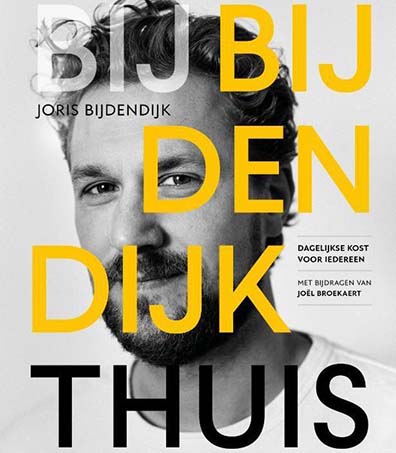 BIJ BIJ
JORIS BIJDENDIJK
DEN
DAGELIJKSE KOST
VOOR IEDEREEN
DIJK
MET BIJDRAGEN VAN
JOËL BROEKAERT
THUIS